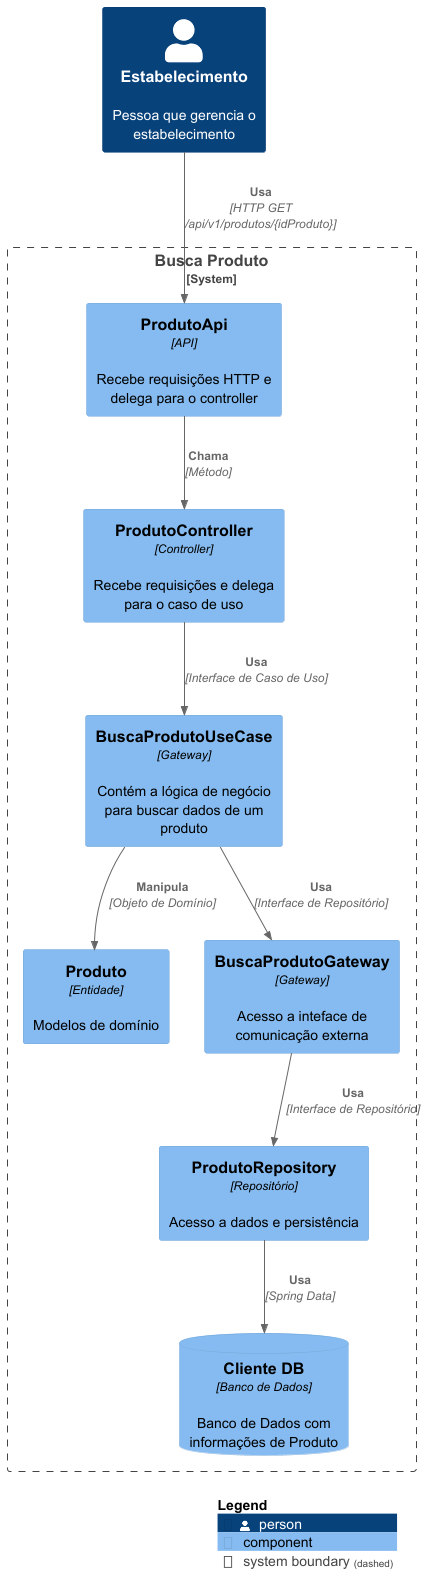 Estabelecimento
Pessoa que gerencia o
estabelecimento
Usa
[HTTP GET
/api/v1/produtos/{idProduto}]
Busca Produto
[System]
ProdutoApi
[API]
Recebe requisições HTTP e
delega para o controller
Chama
[Método]
ProdutoController
[Controller]
Recebe requisições e delega
para o caso de uso
Usa
[Interface de Caso de Uso]
BuscaProdutoUseCase
[Gateway]
Contém a lógica de negócio
para buscar dados de um
produto
Manipula
[Objeto de Domínio]
Usa
[Interface de Repositório]
Produto
[Entidade]
Modelos de domínio
BuscaProdutoGateway
[Gateway]
Acesso a inteface de
comunicação externa
Usa
[Interface de Repositório]
ProdutoRepository
[Repositório]
Acesso a dados e persistência
Usa
[Spring Data]
Cliente DB
[Banco de Dados]
Banco de Dados com
informações de Produto
Legend
person
component
system boundary (dashed)